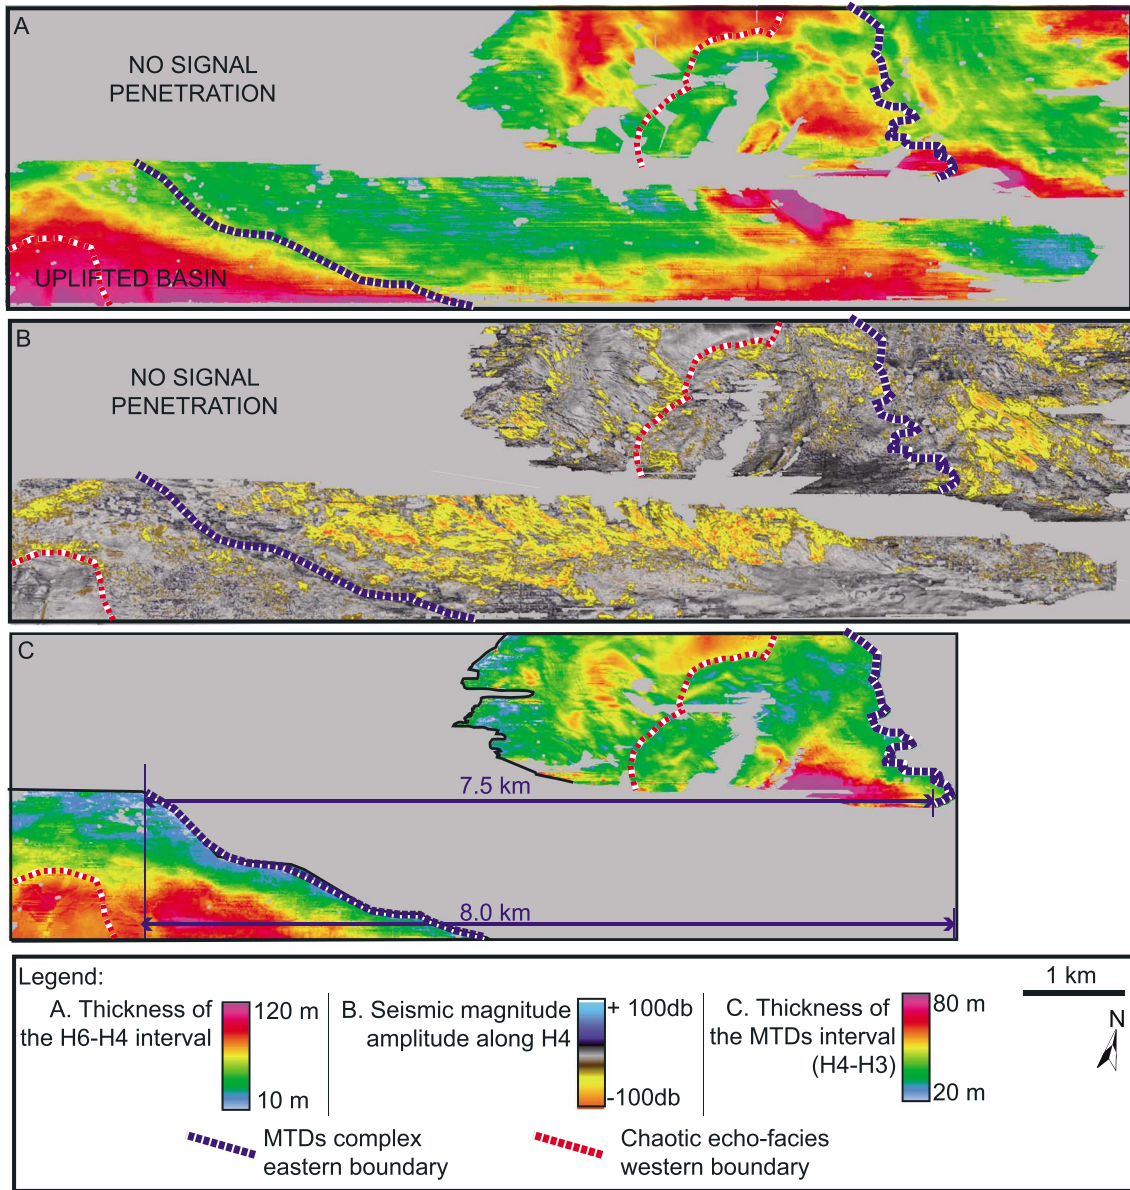 A
NO SIGNAL
PENETRATION
UPLIFTED BASIN
B
NO SIGNAL
PENETRATION
C
7.5 km
8.0 km
Legend:
A. Thickness of
the H6-H4 interval
120 m
10 m
B. Seismic magnitude
amplitude along H4
+ 100db
-100db
C. Thickness of
the MTDs interval
(H4-H3)
80 m
20 m
1 km
N
MTDs complex
eastern boundary
Chaotic echo-facies
western boundary